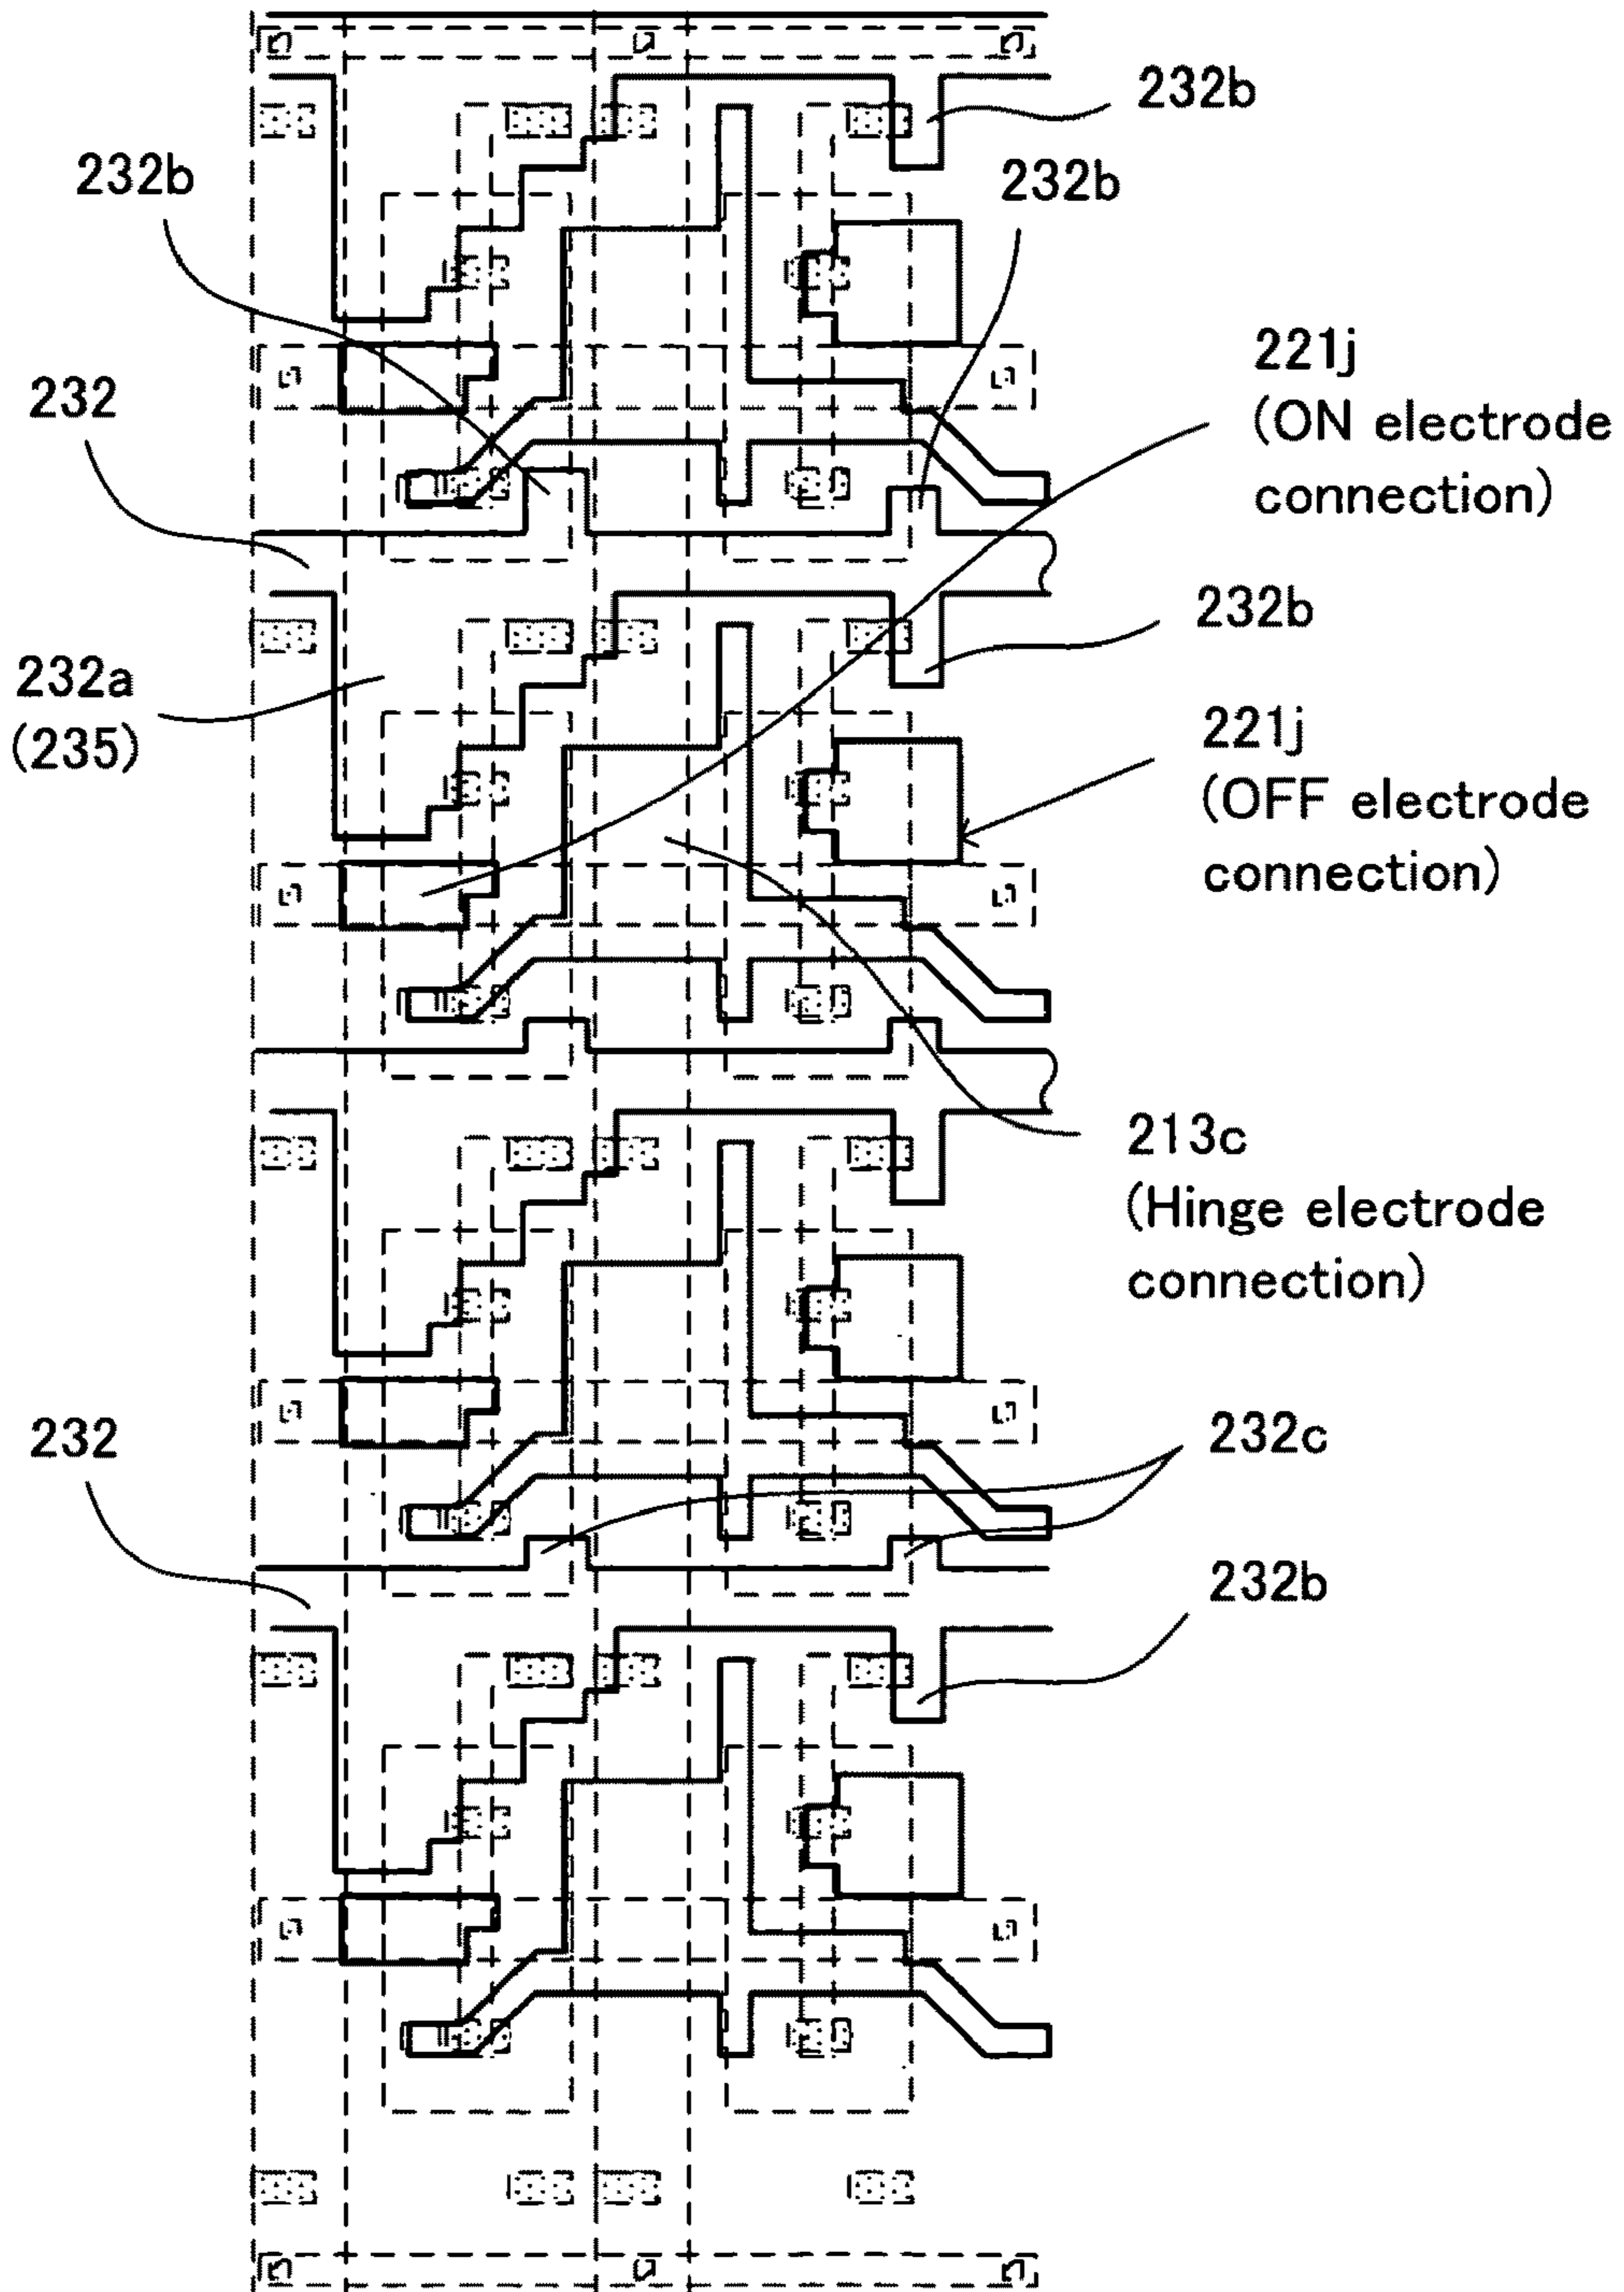 232b
232b
232b
221j
(ON electrode
connection)
232
232b
232a
(235)
221j
(OFF electrode
connection)
213c
(Hinge electrode
connection)
232
232c
232b